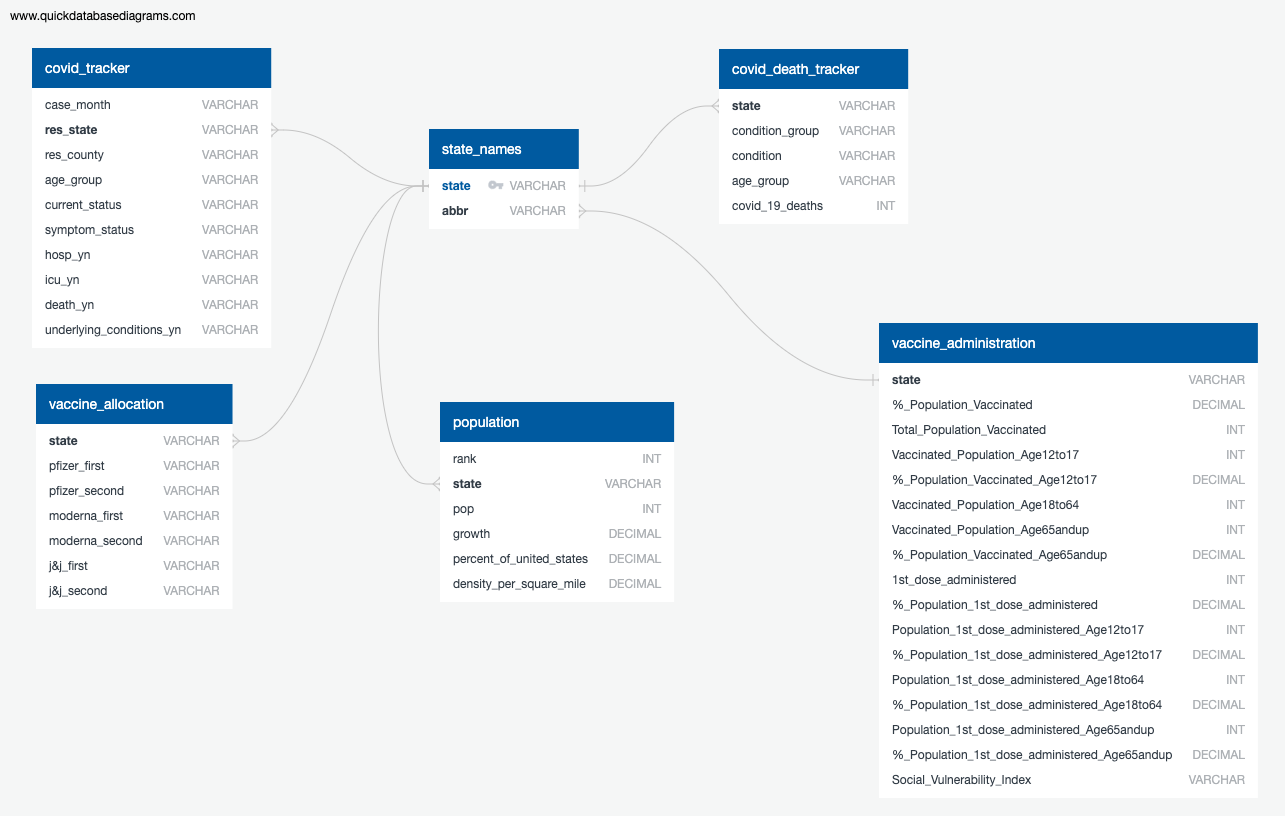 www.quickdatabasediagrams.com
covid_tracker
case_month VARCHAR
res_state VARCHAR
res_county VARCHAR
age_group VARCHAR
current_status VARCHAR
symptom_status VARCHAR
hosp_yn VARCHAR
icu_yn VARCHAR
death_yn VARCHAR
underlying_conditions_yn VARCHAR
state_names
state VARCHAR
abbr VARCHAR
covid_death_tracker
state VARCHAR
condition_group VARCHAR
condition VARCHAR
age_group VARCHAR
covid_19_deaths INT
vaccine_allocation
state VARCHAR
pfizer_first VARCHAR
pfizer_second VARCHAR
moderna_first VARCHAR
moderna_second VARCHAR
j&j_first VARCHAR
j&j_second VARCHAR
population
rank INT
state VARCHAR
pop INT
growth DECIMAL
percent_of_united_states DECIMAL
density_per_square_mile DECIMAL
vaccine_administration
state VARCHAR
%_Population_Vaccinated DECIMAL
Total_Population_Vaccinated INT
Vaccinated_Population_Age12to17 INT
%_Population_Vaccinated_Age12to17 DECIMAL
Vaccinated_Population_Age18to64 INT
Vaccinated_Population_Age65andup INT
%_Population_Vaccinated_Age65andup DECIMAL
1st_dose_administered INT
%_Population_1st_dose_administered DECIMAL
Population_1st_dose_administered_Age12to17 INT
%_Population_1st_dose_administered_Age12to17 DECIMAL
Population_1st_dose_administered_Age18to64 INT
%_Population_1st_dose_administered_Age18to64 DECIMAL
Population_1st_dose_administered_Age65andup INT
%_Population_1st_dose_administered_Age65andup DECIMAL
Social_Vulnerability_Index VARCHAR